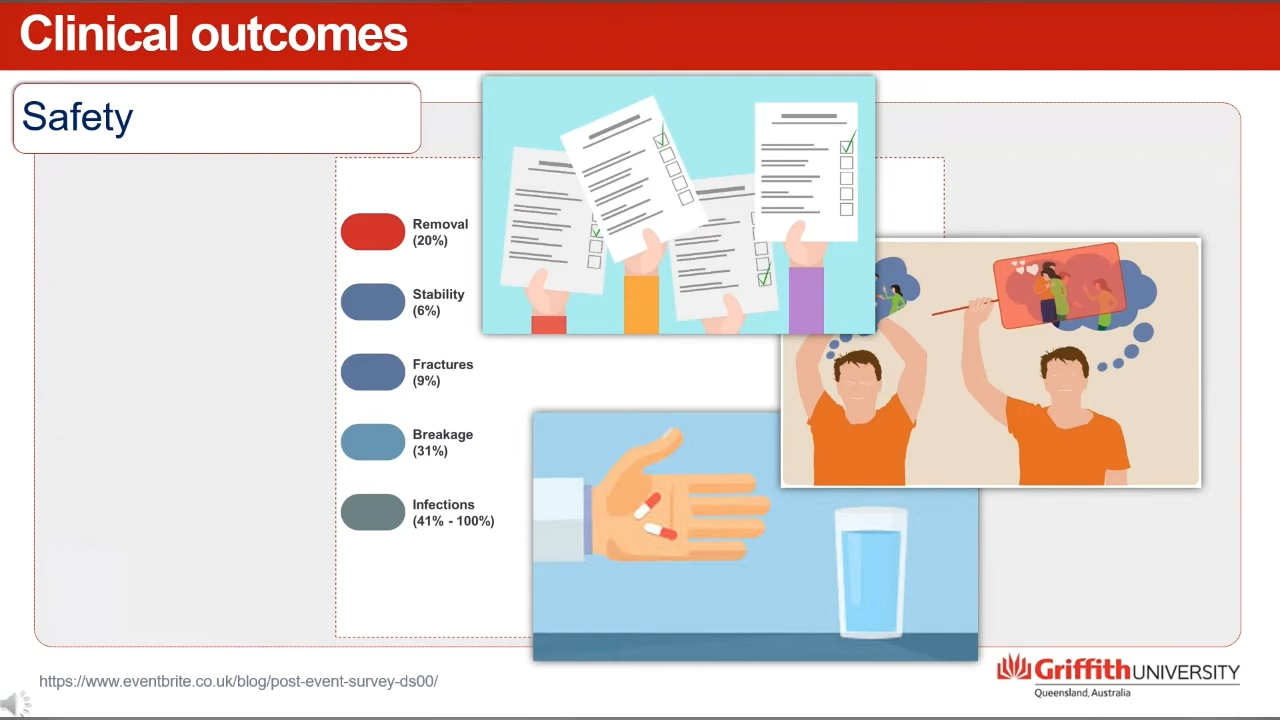 Clinical outcomes
Safety
Removal
(20%)
Stability
(6%)
Fractures
(9%)
Breakage
(31%)
Infections
(41% - 100%)
https://www.eventbrite.co.uk/blog/post-event-survey-ds00/
Griffith UNIVERSITY
Queensland, Australia